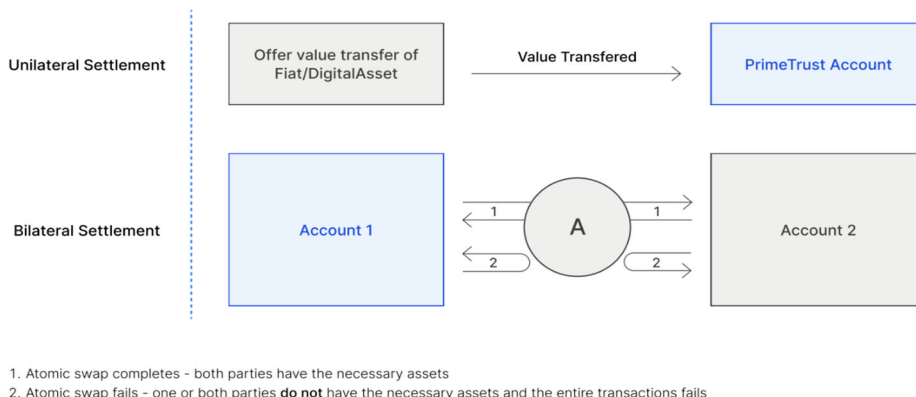 Unilateral Settlement
Offer value transfer of
Fiat/DigitalAsset
Value Transfered
PrimeTrust Account
Bilateral Settlement
Account 1
1
2
A
1
2
Account 2
1. Atomic swap completes - both parties have the necessary assets
2. Atomic swap fails - one or both parties do not have the necessary assets and the entire transactions fails